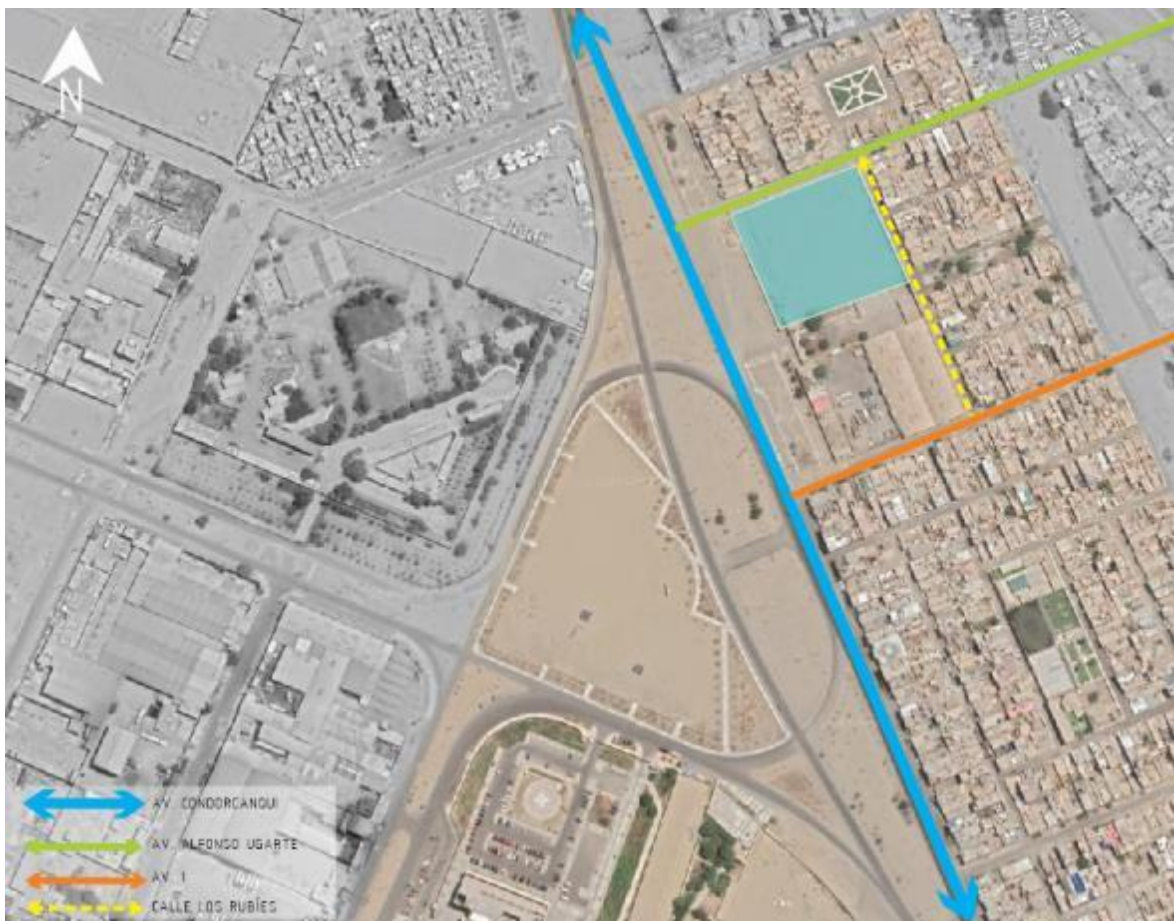 N
AV. CONDORCANQUI
AV. ALFONSO UGARTE
AV. 1
CALLE LOS RUBÍES